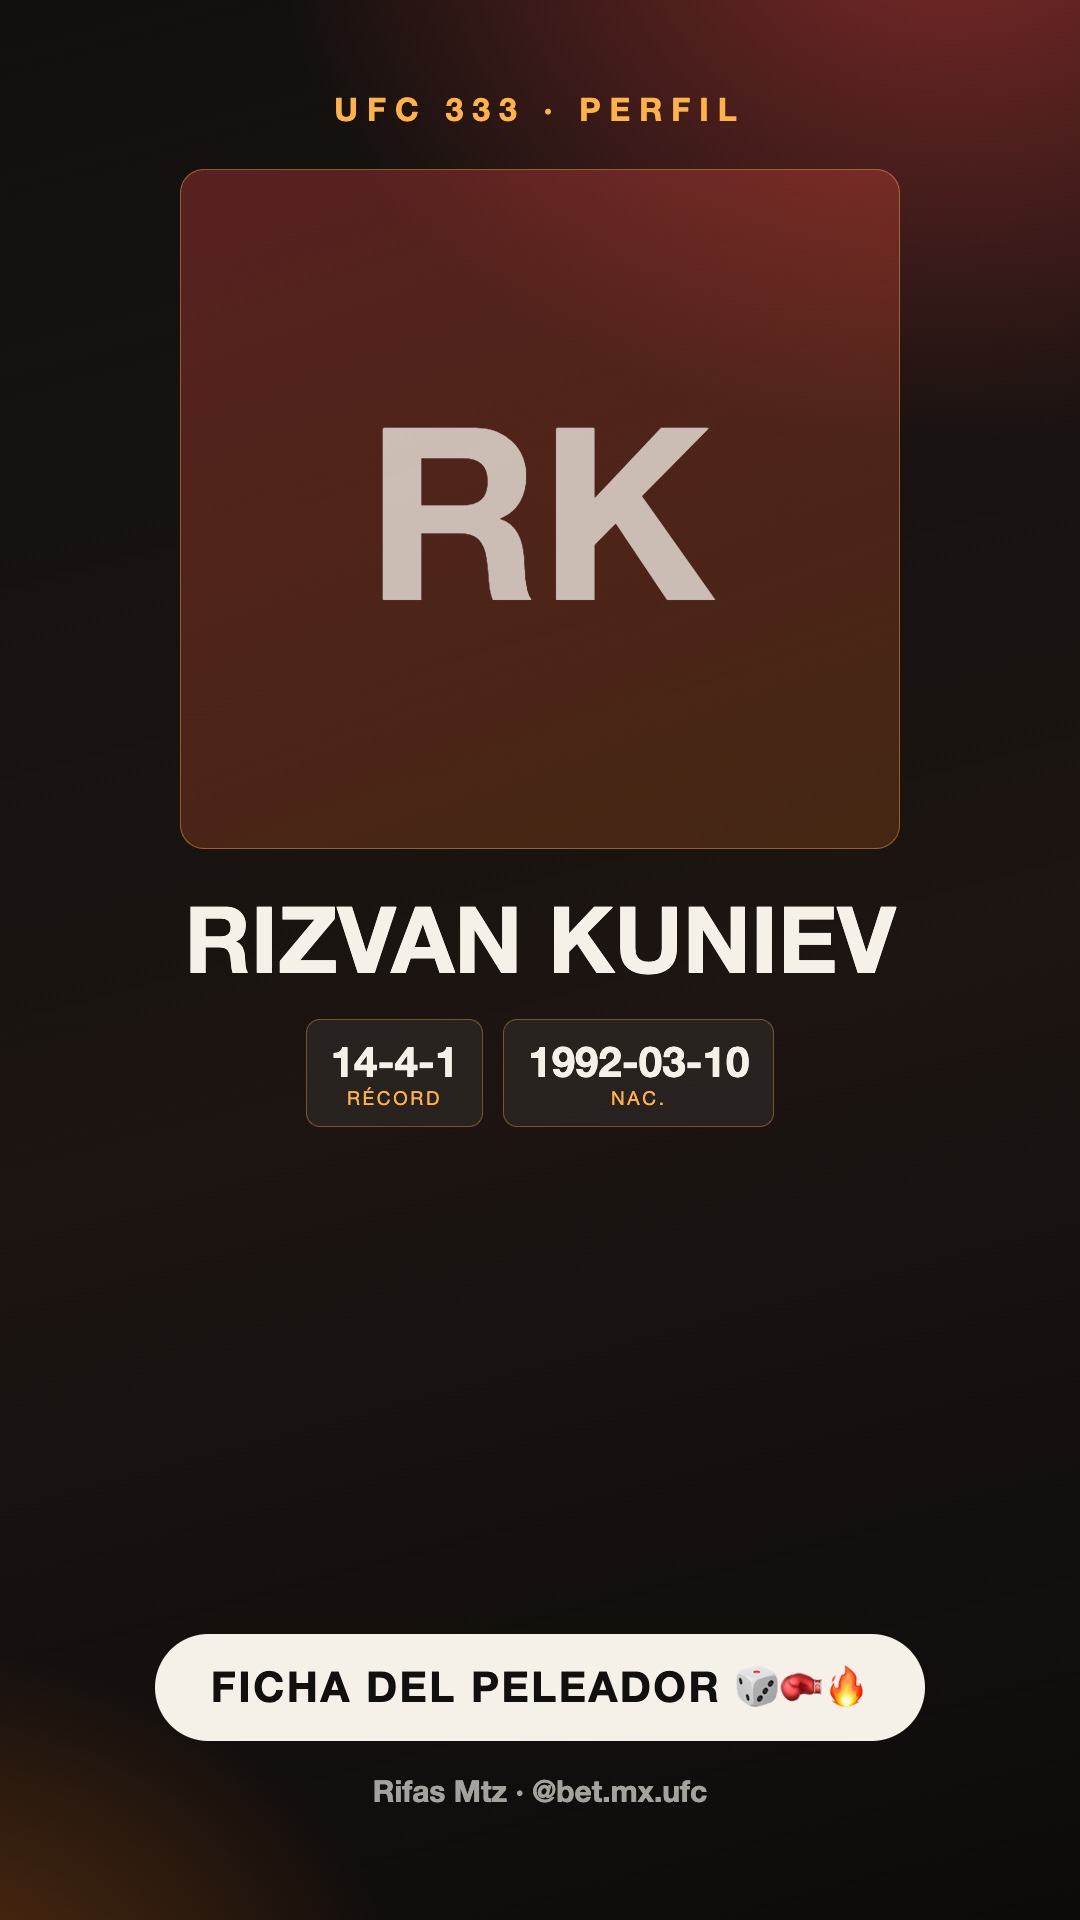 UFC 333 · PERFIL
RK
RIZVAN KUNIEV
14-4-1
RÉCORD
1992-03-10
NAC.
FICHA DEL PELEADOR 🎲🥊🔥
Rifas Mtz · @bet.mx.ufc